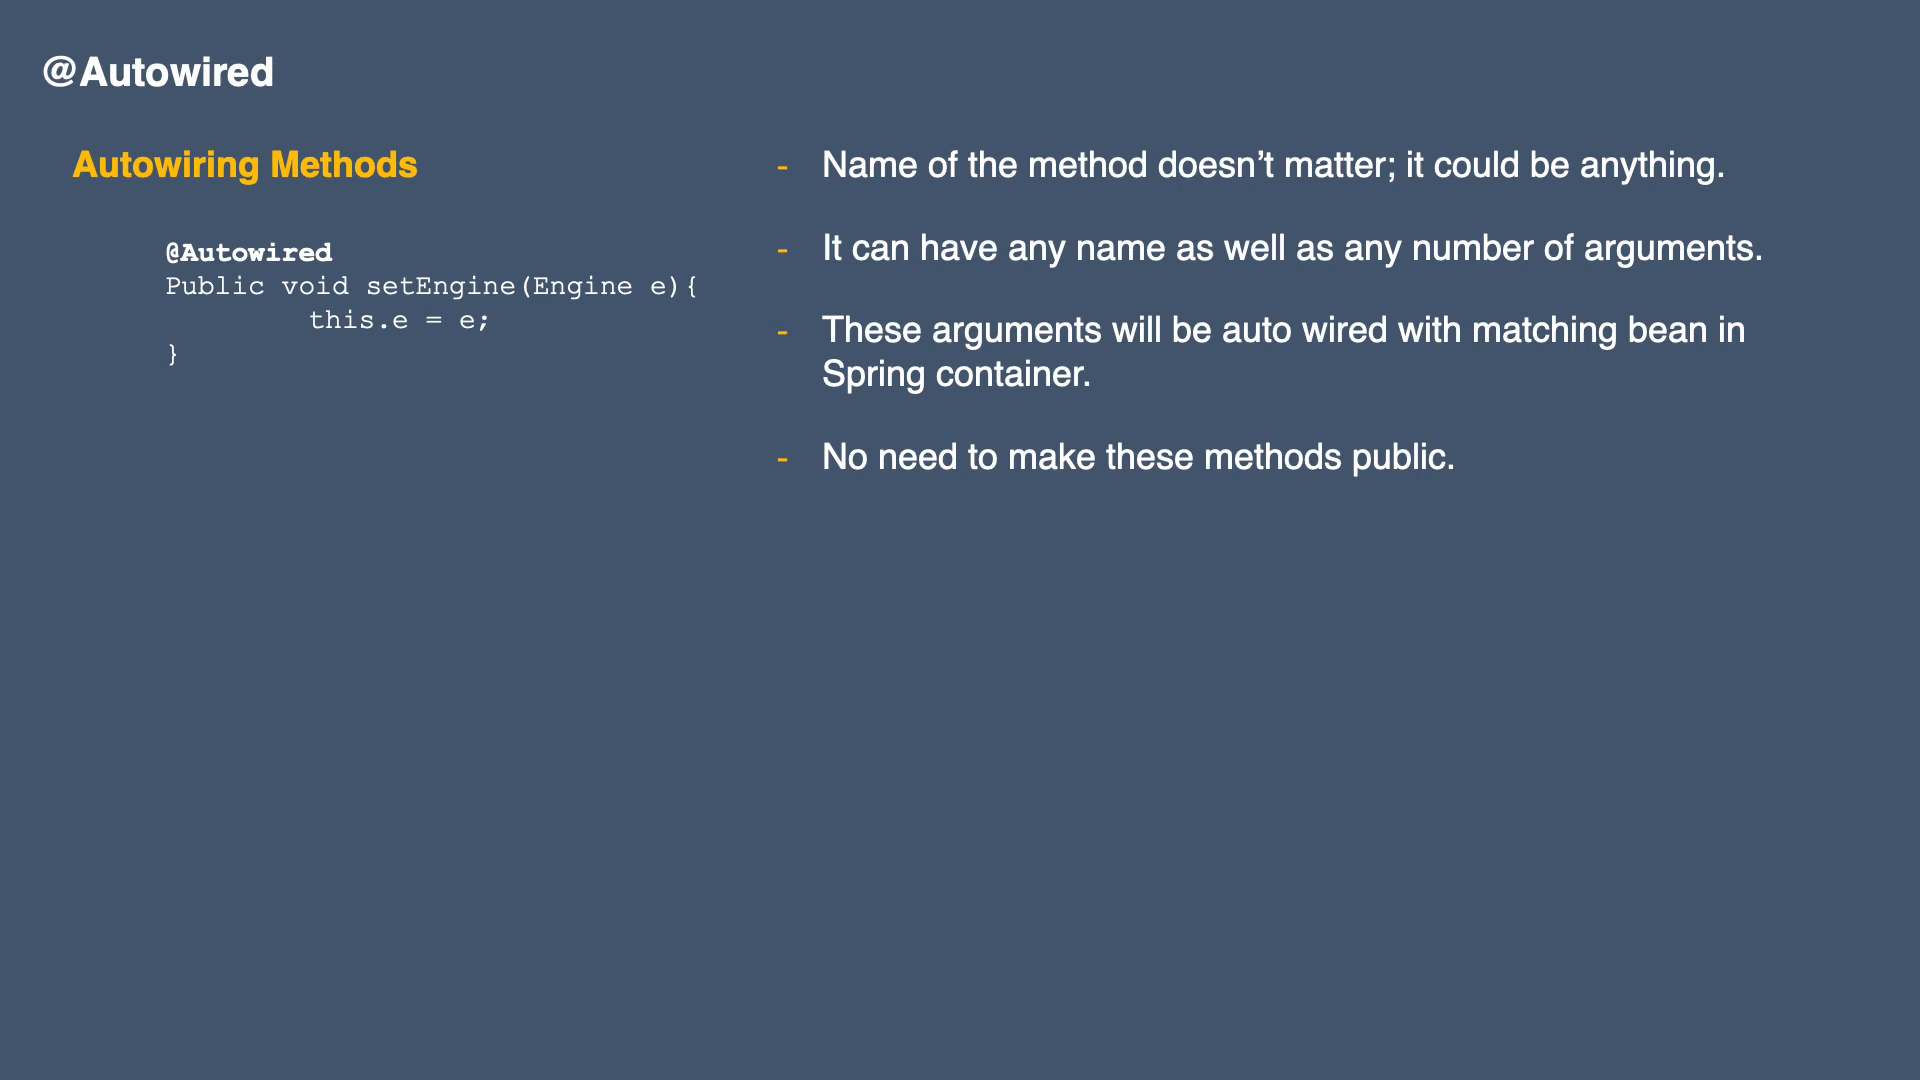 @Autowired
Autowiring Methods
@Autowired
Public void setEngine(Engine e){
this.e = e;
}
- Name of the method doesn’t matter; it could be anything.
- It can have any name as well as any number of arguments.
- These arguments will be auto wired with matching bean in
Spring container.
- No need to make these methods public.